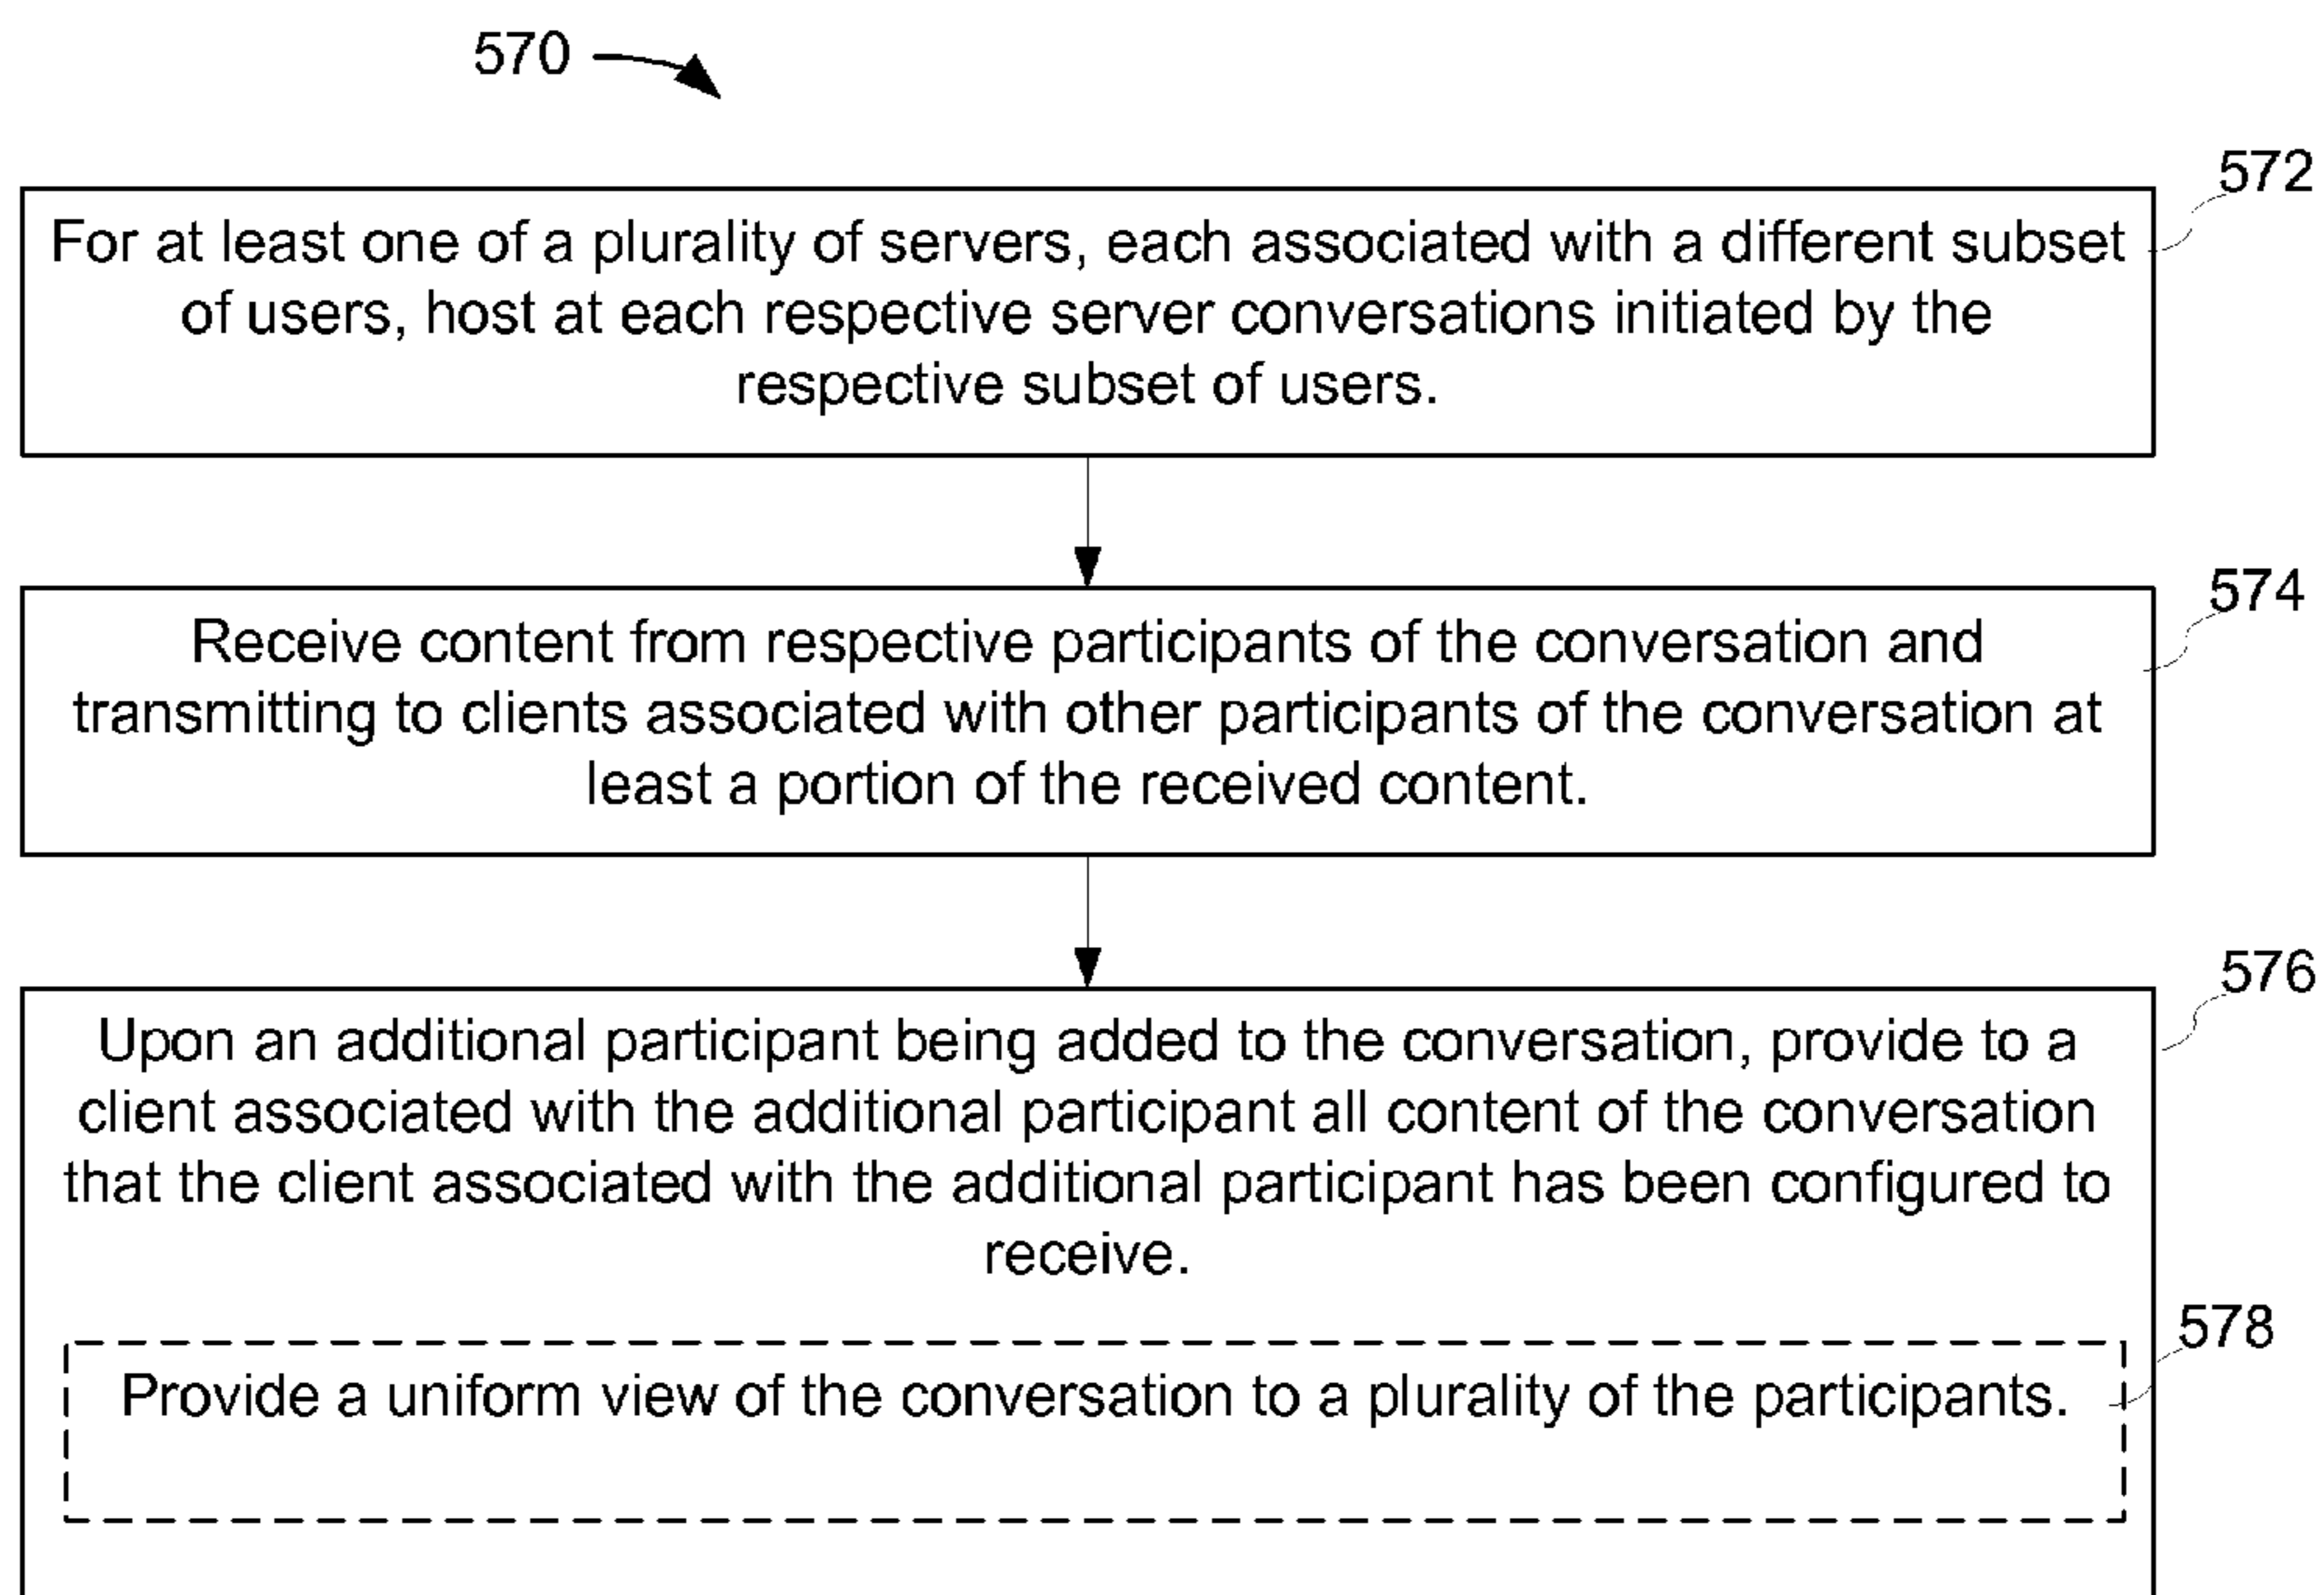 570
572
For at least one of a plurality of servers, each associated with a different subset
of users, host at each respective server conversations initiated by the
respective subset of users.
574
Receive content from respective participants of the conversation and
transmitting to clients associated with other participants of the conversation at
least a portion of the received content.
576
Upon an additional participant being added to the conversation, provide to a
client associated with the additional participant all content of the conversation
that the client associated with the additional participant has been configured to
receive.
578
Provide a uniform view of the conversation to a plurality of the participants.